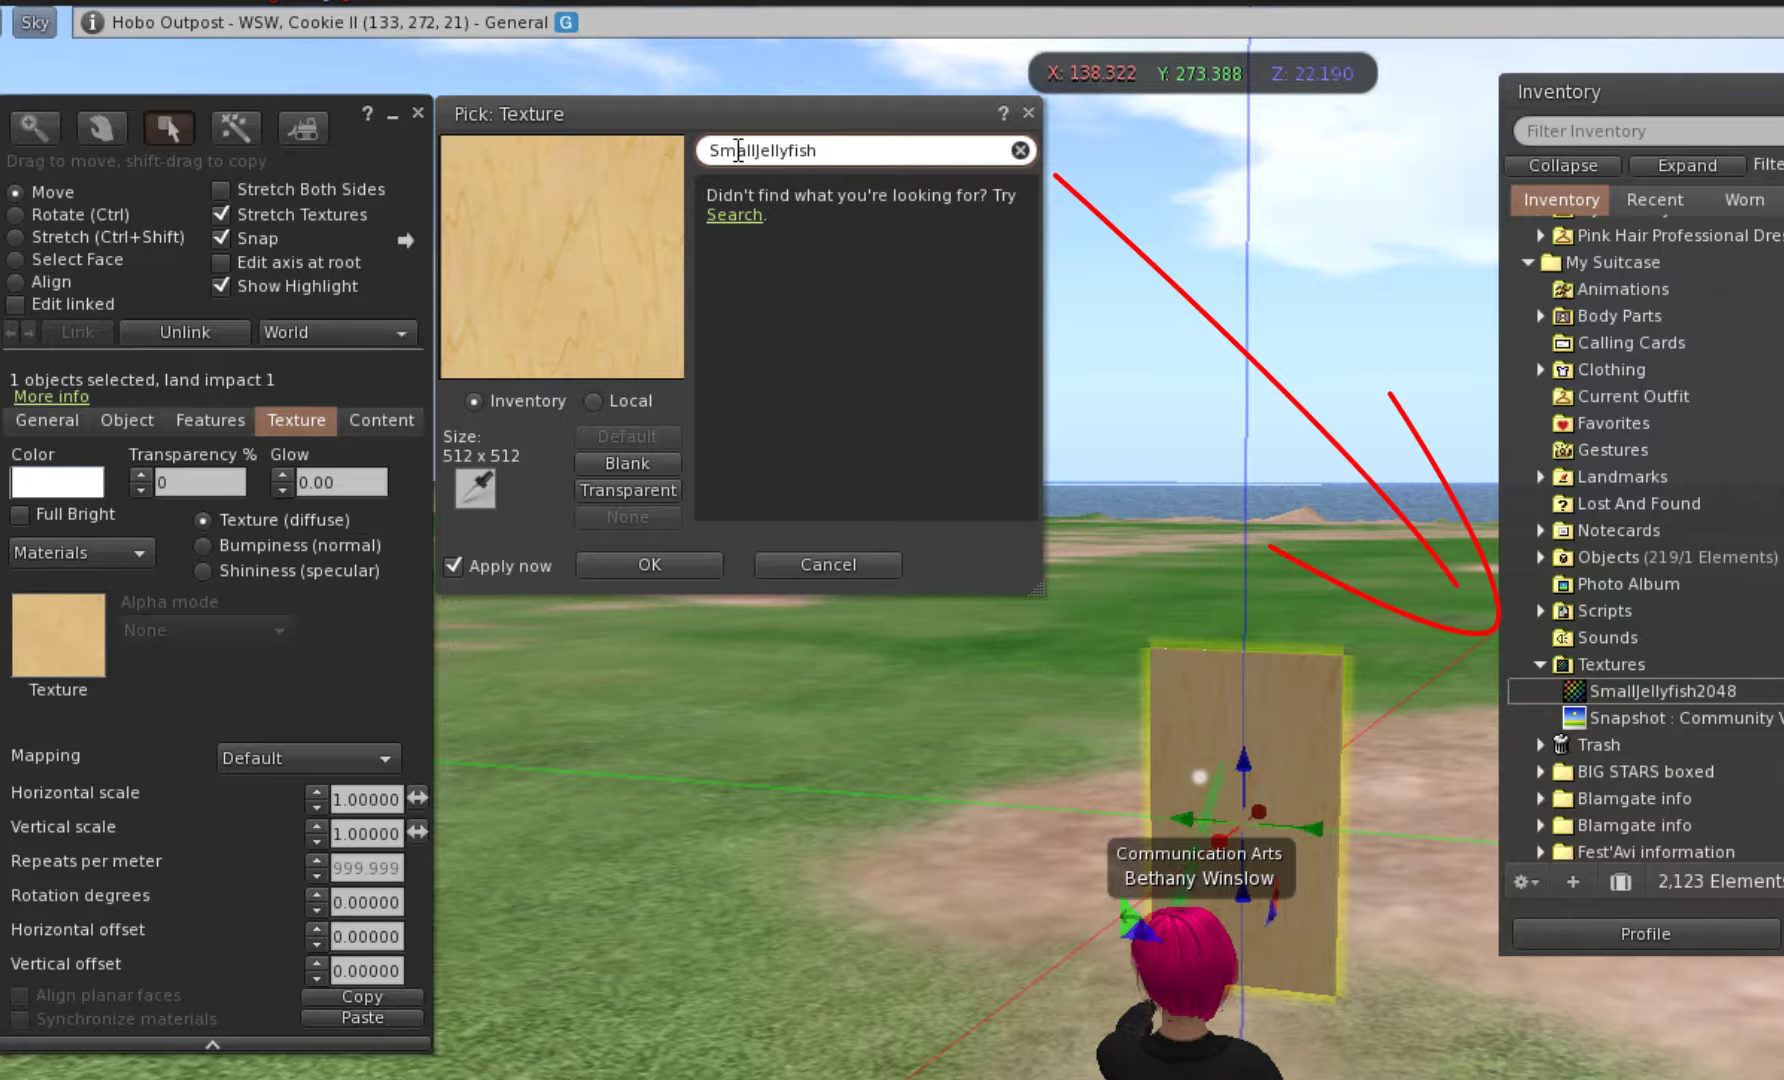 Sky
Hobo Outpost - WSW, Cookie II (133, 272, 21) - General G
X: 138.322 Y: 273.388 Z: 22.190
?
Drag to move, shift-drag to copy
Move
Rotate (Ctrl)
Stretch (Ctrl+Shift)
Select Face
Align
Edit linked
Stretch Both Sides
Stretch Textures
Snap
Edit axis at root
Show Highlight
Link
Unlink
World
1 objects selected, land impact 1
More info
General
Object
Features
Texture
Content
Color
Transparency %
Glow
0
0.00
Full Bright
Materials
Texture (diffuse)
Bumpiness (normal)
Shininess (specular)
Alpha mode
None
Texture
Mapping
Default
Horizontal scale
1.00000
Vertical scale
1.00000
Repeats per meter
999.999
Rotation degrees
0.00000
Horizontal offset
0.00000
Vertical offset
0.00000
Align planar faces
Copy
Synchronize materials
Paste
Pick: Texture
?
SmallJellyfish
Didn't find what you're looking for? Try
Search.
Inventory
Local
Size:
512 x 512
Default
Blank
Transparent
None
Apply now
OK
Cancel
Communication Arts
Bethany Winslow
Inventory
Filter Inventory
Collapse
Expand
Filte
Inventory
Recent
Worn
Pink Hair Professional Dre
My Suitcase
Animations
Body Parts
Calling Cards
Clothing
Current Outfit
Favorites
Gestures
Landmarks
Lost And Found
Notecards
Objects (219/1 Elements)
Photo Album
Scripts
Sounds
Textures
SmallJellyfish2048
Snapshot : Community V
Trash
BIG STARS boxed
Blamgate info
Blamgate info
Fest'Avi information
2,123 Elements
Profile